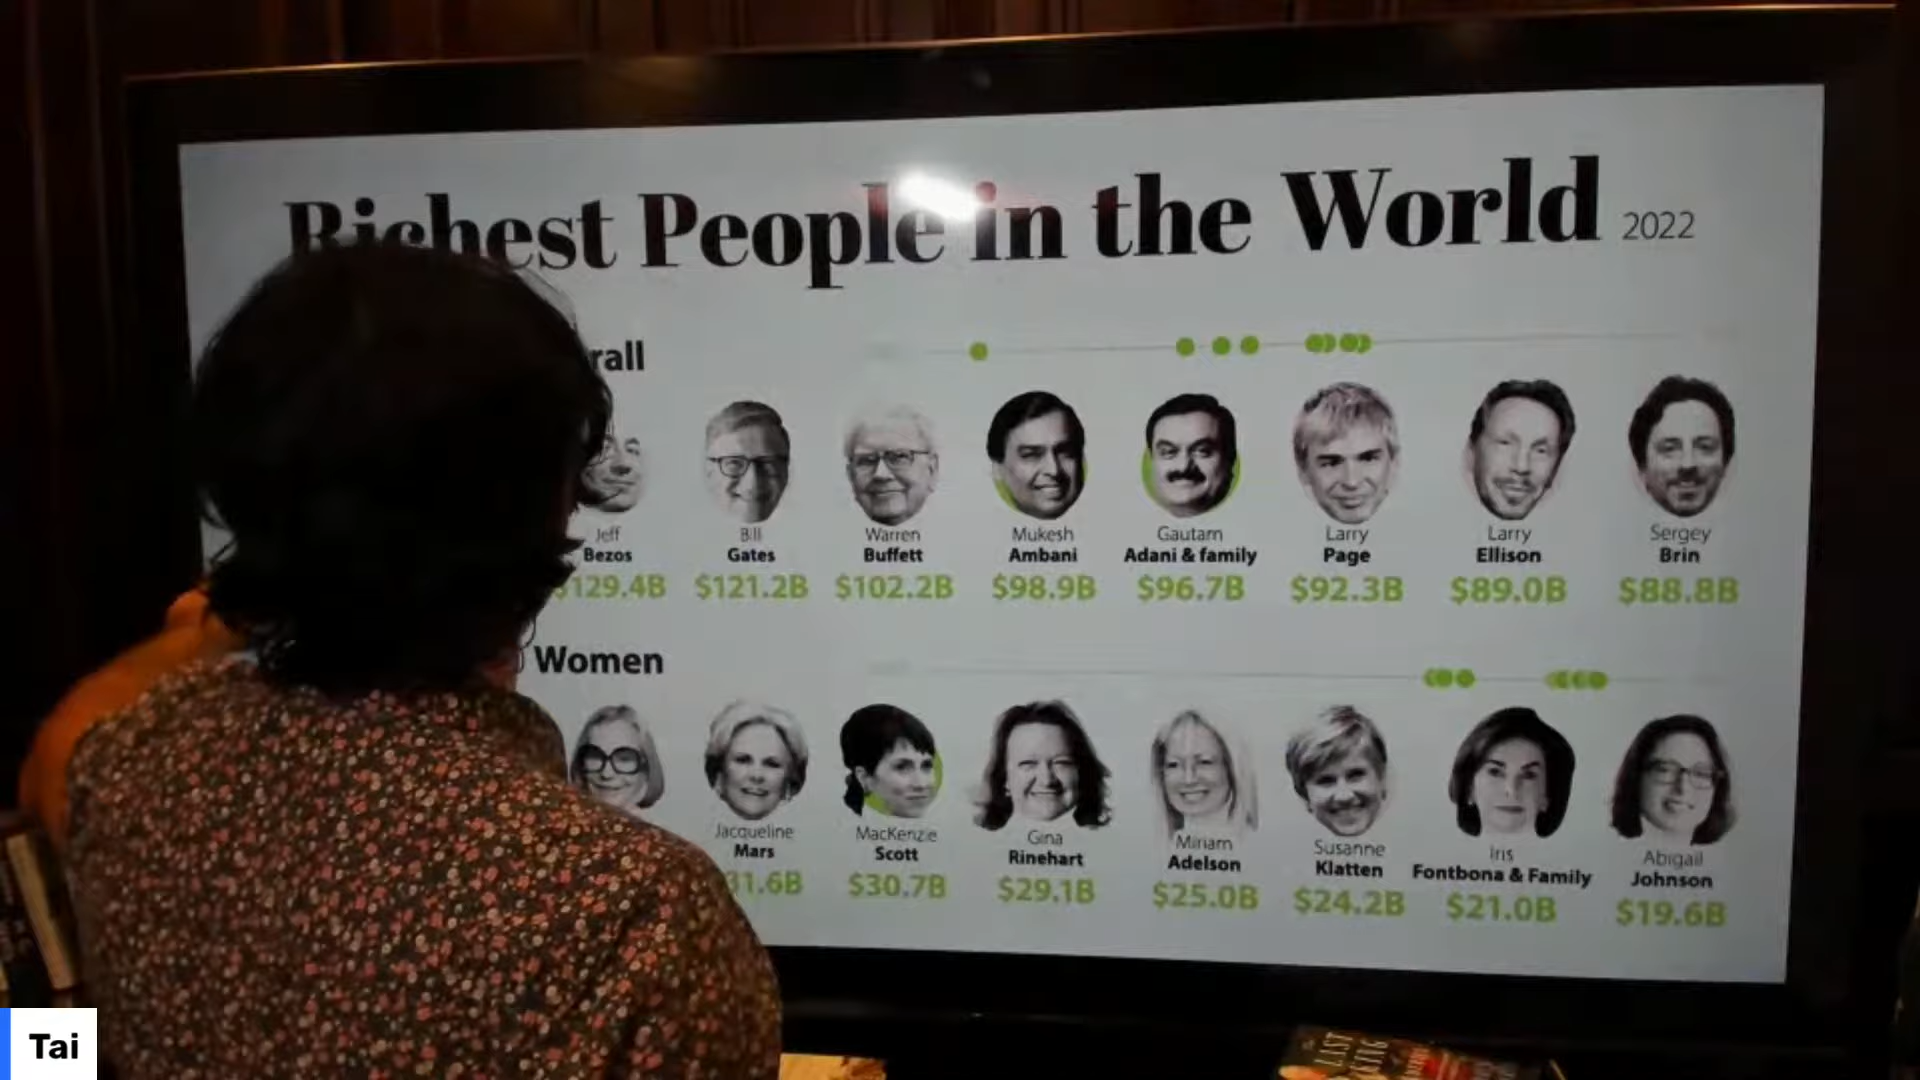 Richest People in the World 2022
rall
Jeff
Bezos
$129.4B
Bill
Gates
$121.2B
Warren
Buffett
$102.2B
Mukesh
Ambani
$98.9B
Gautam
Adani & family
$96.7B
Larry
Page
$92.3B
Larry
Ellison
$89.0B
Sergey
Brin
$88.8B
Women
Jacqueline
Mars
31.6B
MacKenzie
Scott
$30.7B
Gina
Rinehart
$29.1B
Miriam
Adelson
$25.0B
Susanne
Klatten
$24.2B
Iris
Fontbona & Family
$21.0B
Abigail
Johnson
$19.6B
LAST
KING
Tai